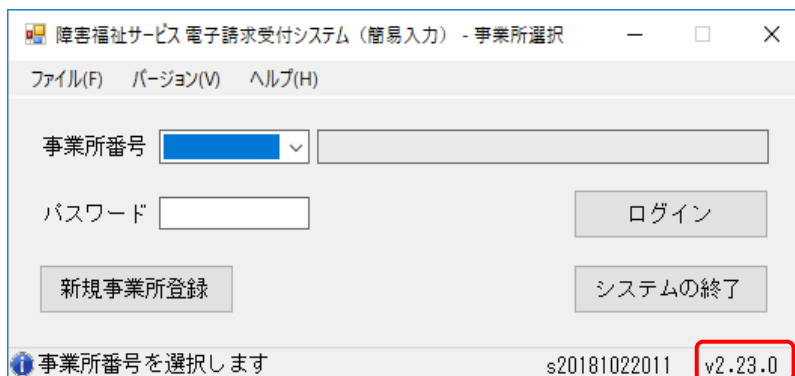 障害福祉サービス 電子請求受付システム（簡易入力） - 事業所選択
ファイル(F) バージョン(V) ヘルプ(H)
事業所番号
パスワード ログイン
新規事業所登録 システムの終了
事業所番号を選択します s20181022011 v2.23.0